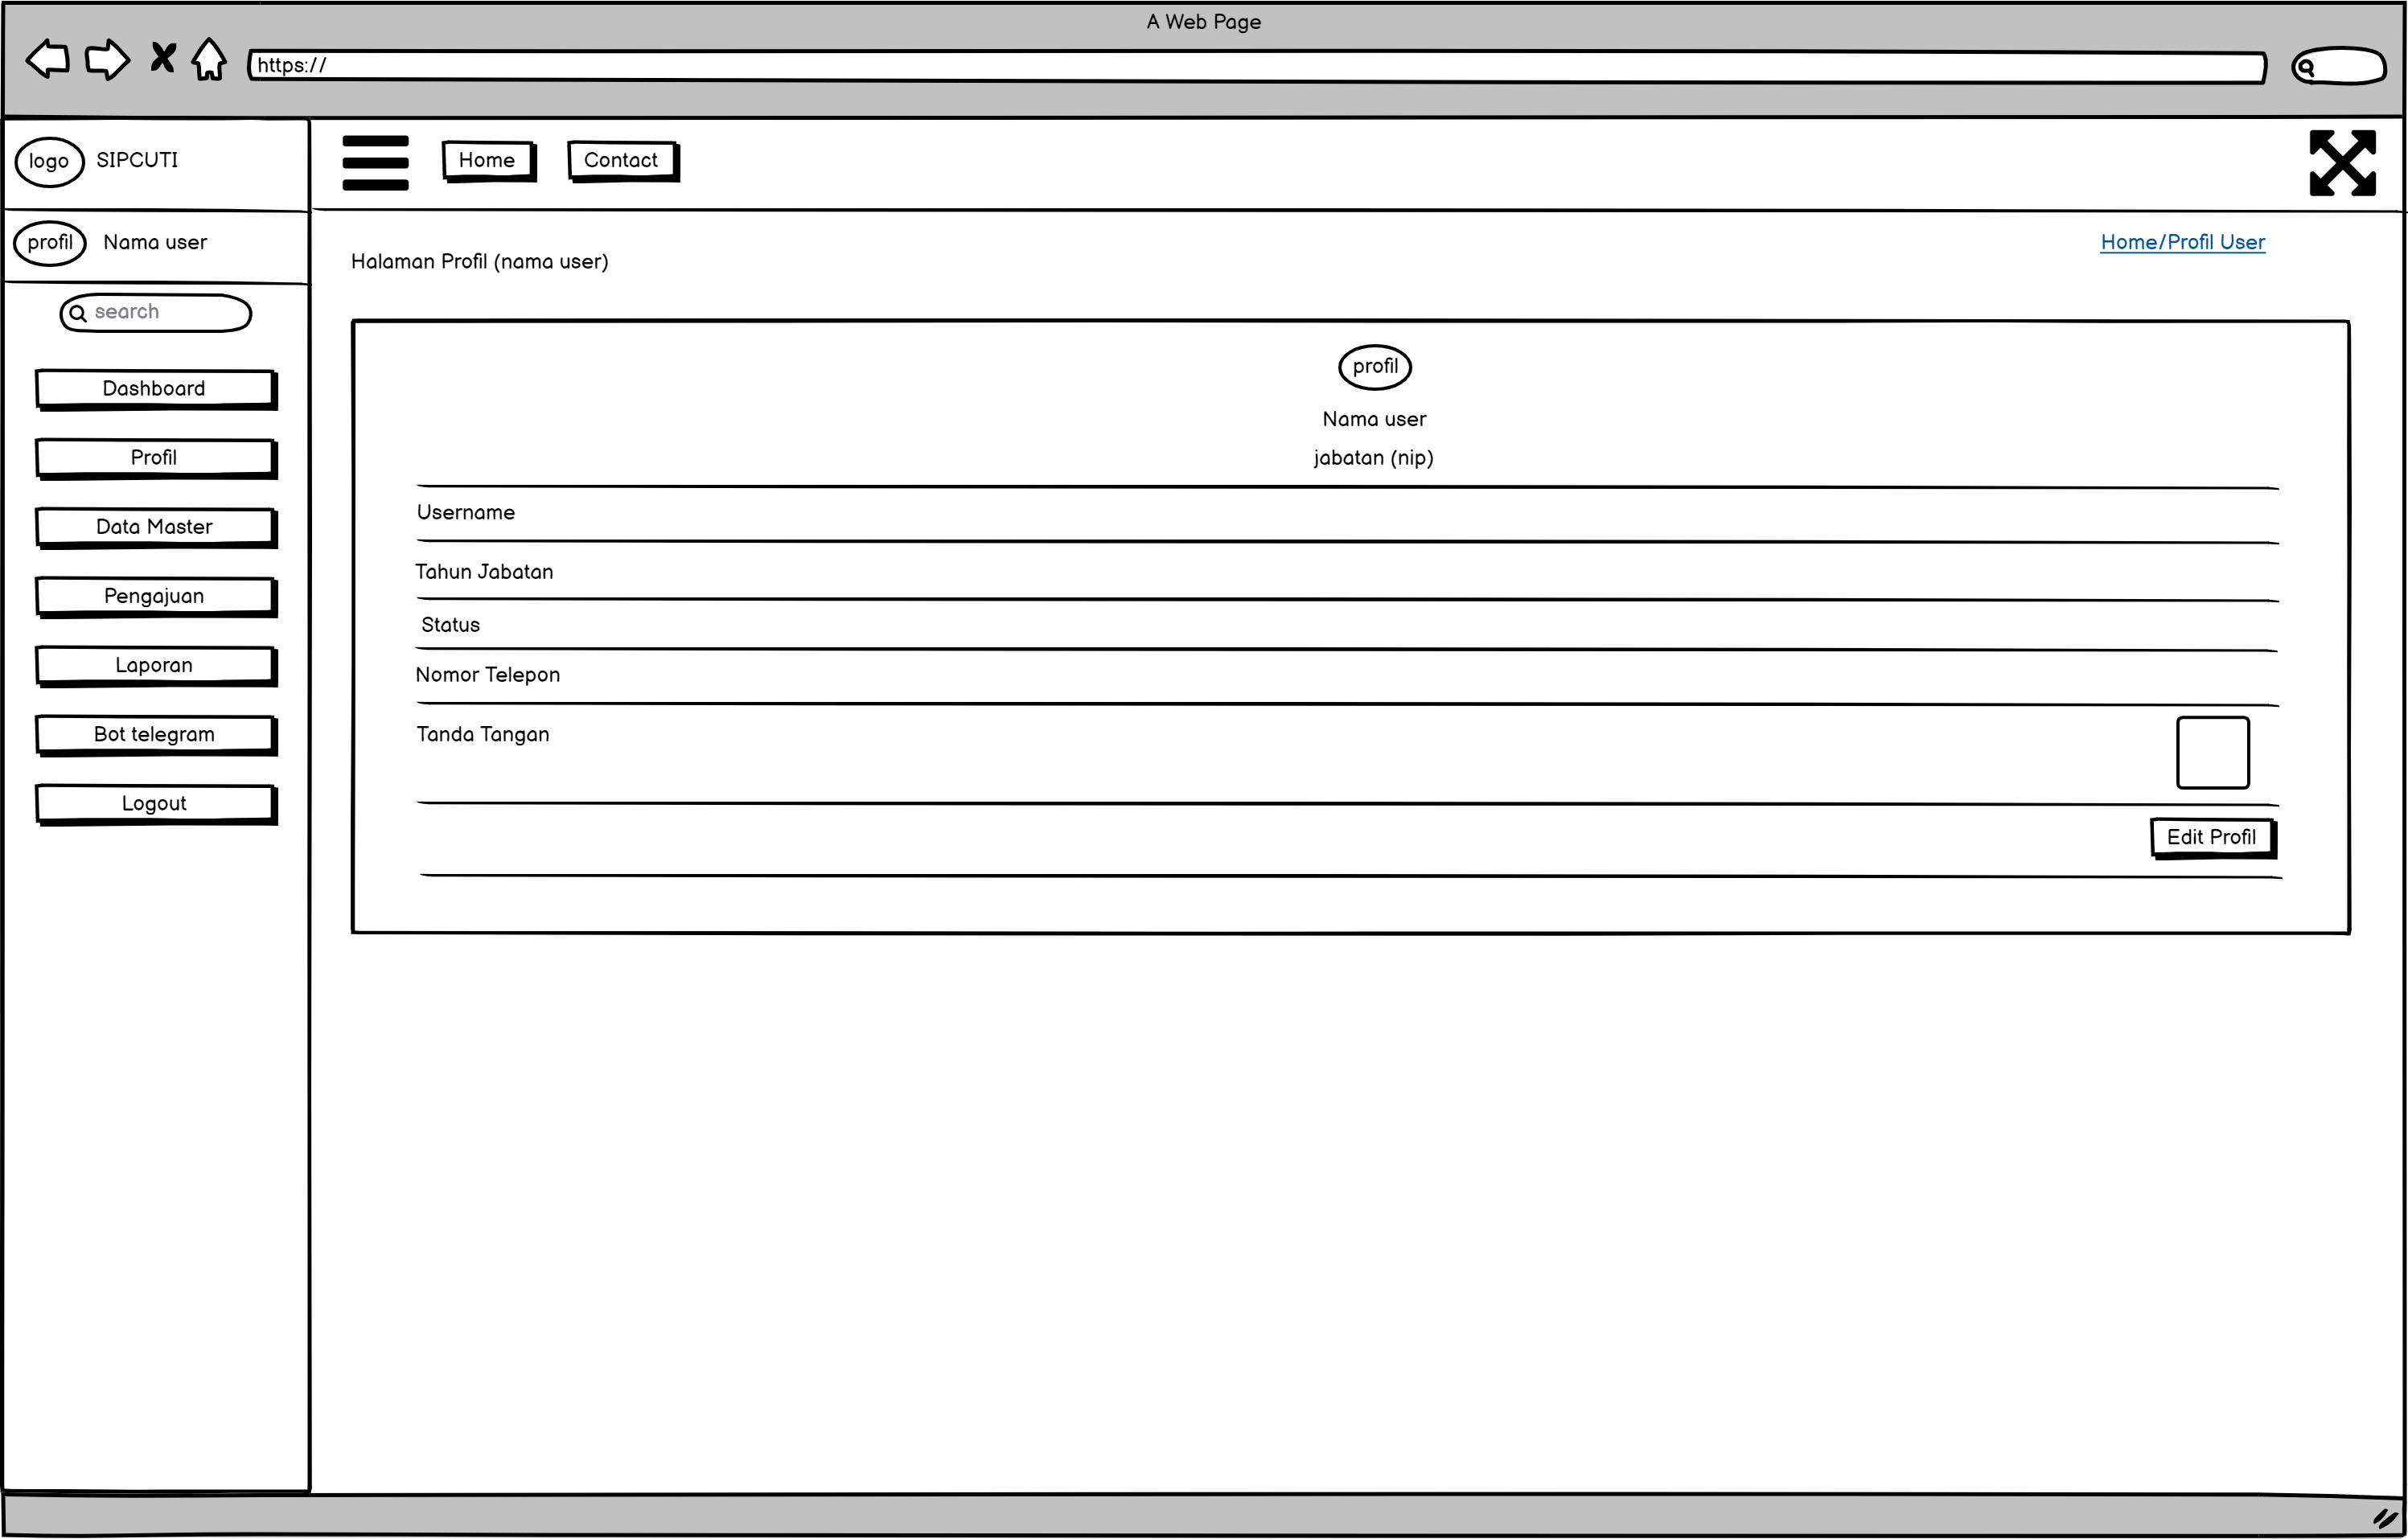 A Web Page
https://
logo SIPCUTI
Home
Contact
profil Nama user
Home/Profil User
Halaman Profil (nama user)
search
Dashboard
Profil
Data Master
Pengajuan
Laporan
Bot telegram
Logout
profil
Nama user
jabatan (nip)
Username
Tahun Jabatan
Status
Nomor Telepon
Tanda Tangan
Edit Profil